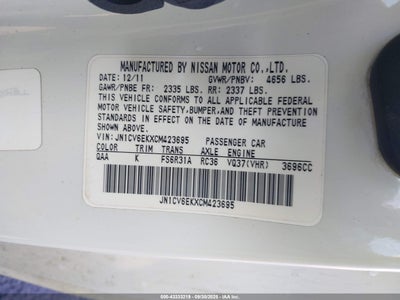 MANUFACTURED BY NISSAN MOTOR CO.,LTD.
DATE: 12/11 GVWR/PNBV: 4656 LBS.
GAWR/PNBE FR: 2335 LBS. RR: 2337 LBS.
THIS VEHICLE CONFORMS TO ALL APPLICABLE FEDERAL
MOTOR VEHICLE SAFETY,BUMPER,AND THEFT PREVENTION
STANDARDS IN EFFECT ON THE DATE OF MANUFACTURE
SHOWN ABOVE.
VIN: JN1CV6EKXCM423695 PASSENGER CAR
COLOR TRIM TRANS AXLE ENGINE
QAA K FS6R31A RC36 VQ37(VHR) 3696CC
JN1CV6EKXCM423695